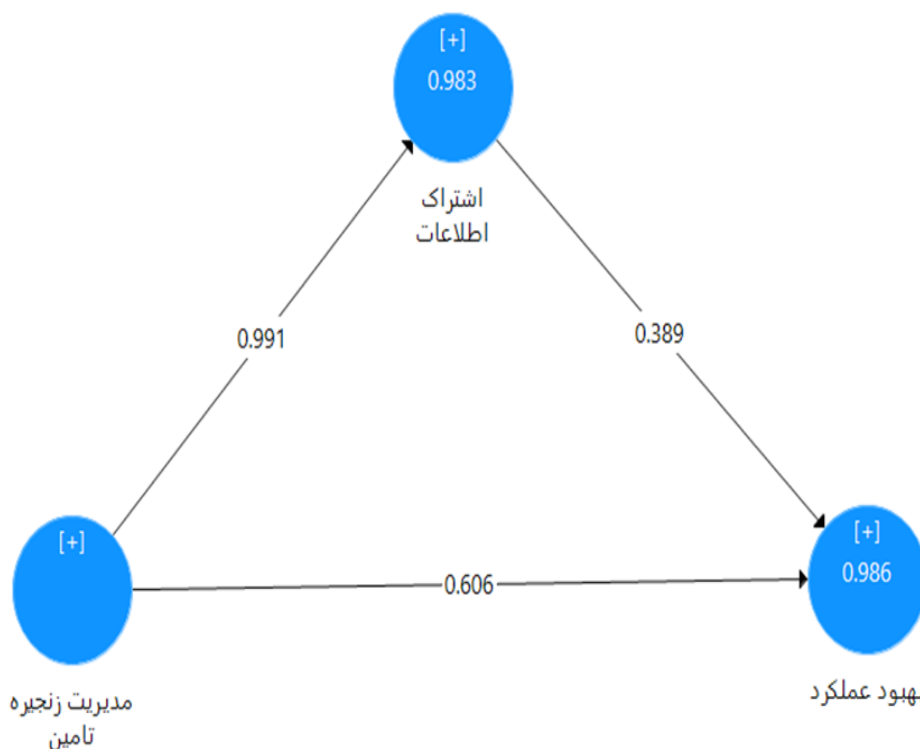 [+]
0.983
اشتراک
اطلاعات
0.991
0.389
[+]
0.606
[+]
0.986
مدیریت زنجیره
تامین
بهبود عملکرد